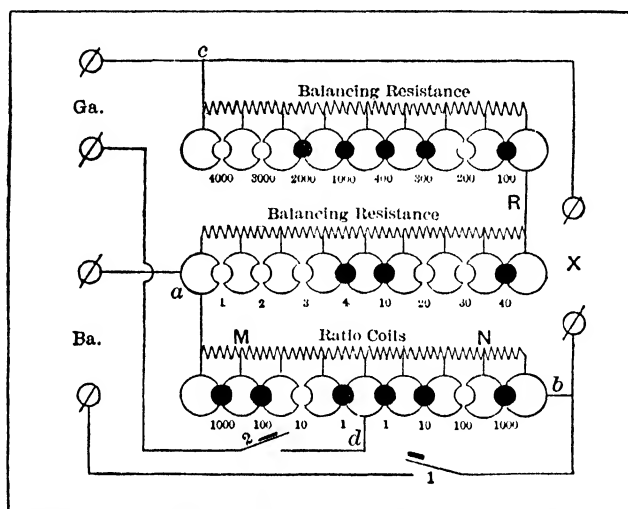 c
Balancing Resistance
Ga.
4000 3000 2000 1000 400 300 200 100
R
Balancing Resistance
X
a
1 2 3 4 10 20 30 40
Ba.
M Ratio Coils N
b
1000 100 10 1 1 10 100 1000
2
d
1